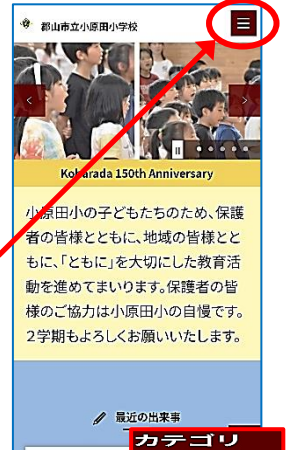 郡山市立小原田小学校
Koharada 150th Anniversary
小原田小の子どもたちのため、保護
者の皆様とともに、地域の皆様とと
もに、「ともに」を大切にした教育活
動を進めてまいります。保護者の皆
様のご協力は小原田小の自慢です。
２学期もよろしくお願いいたします。
最近の出来事
カテゴリ